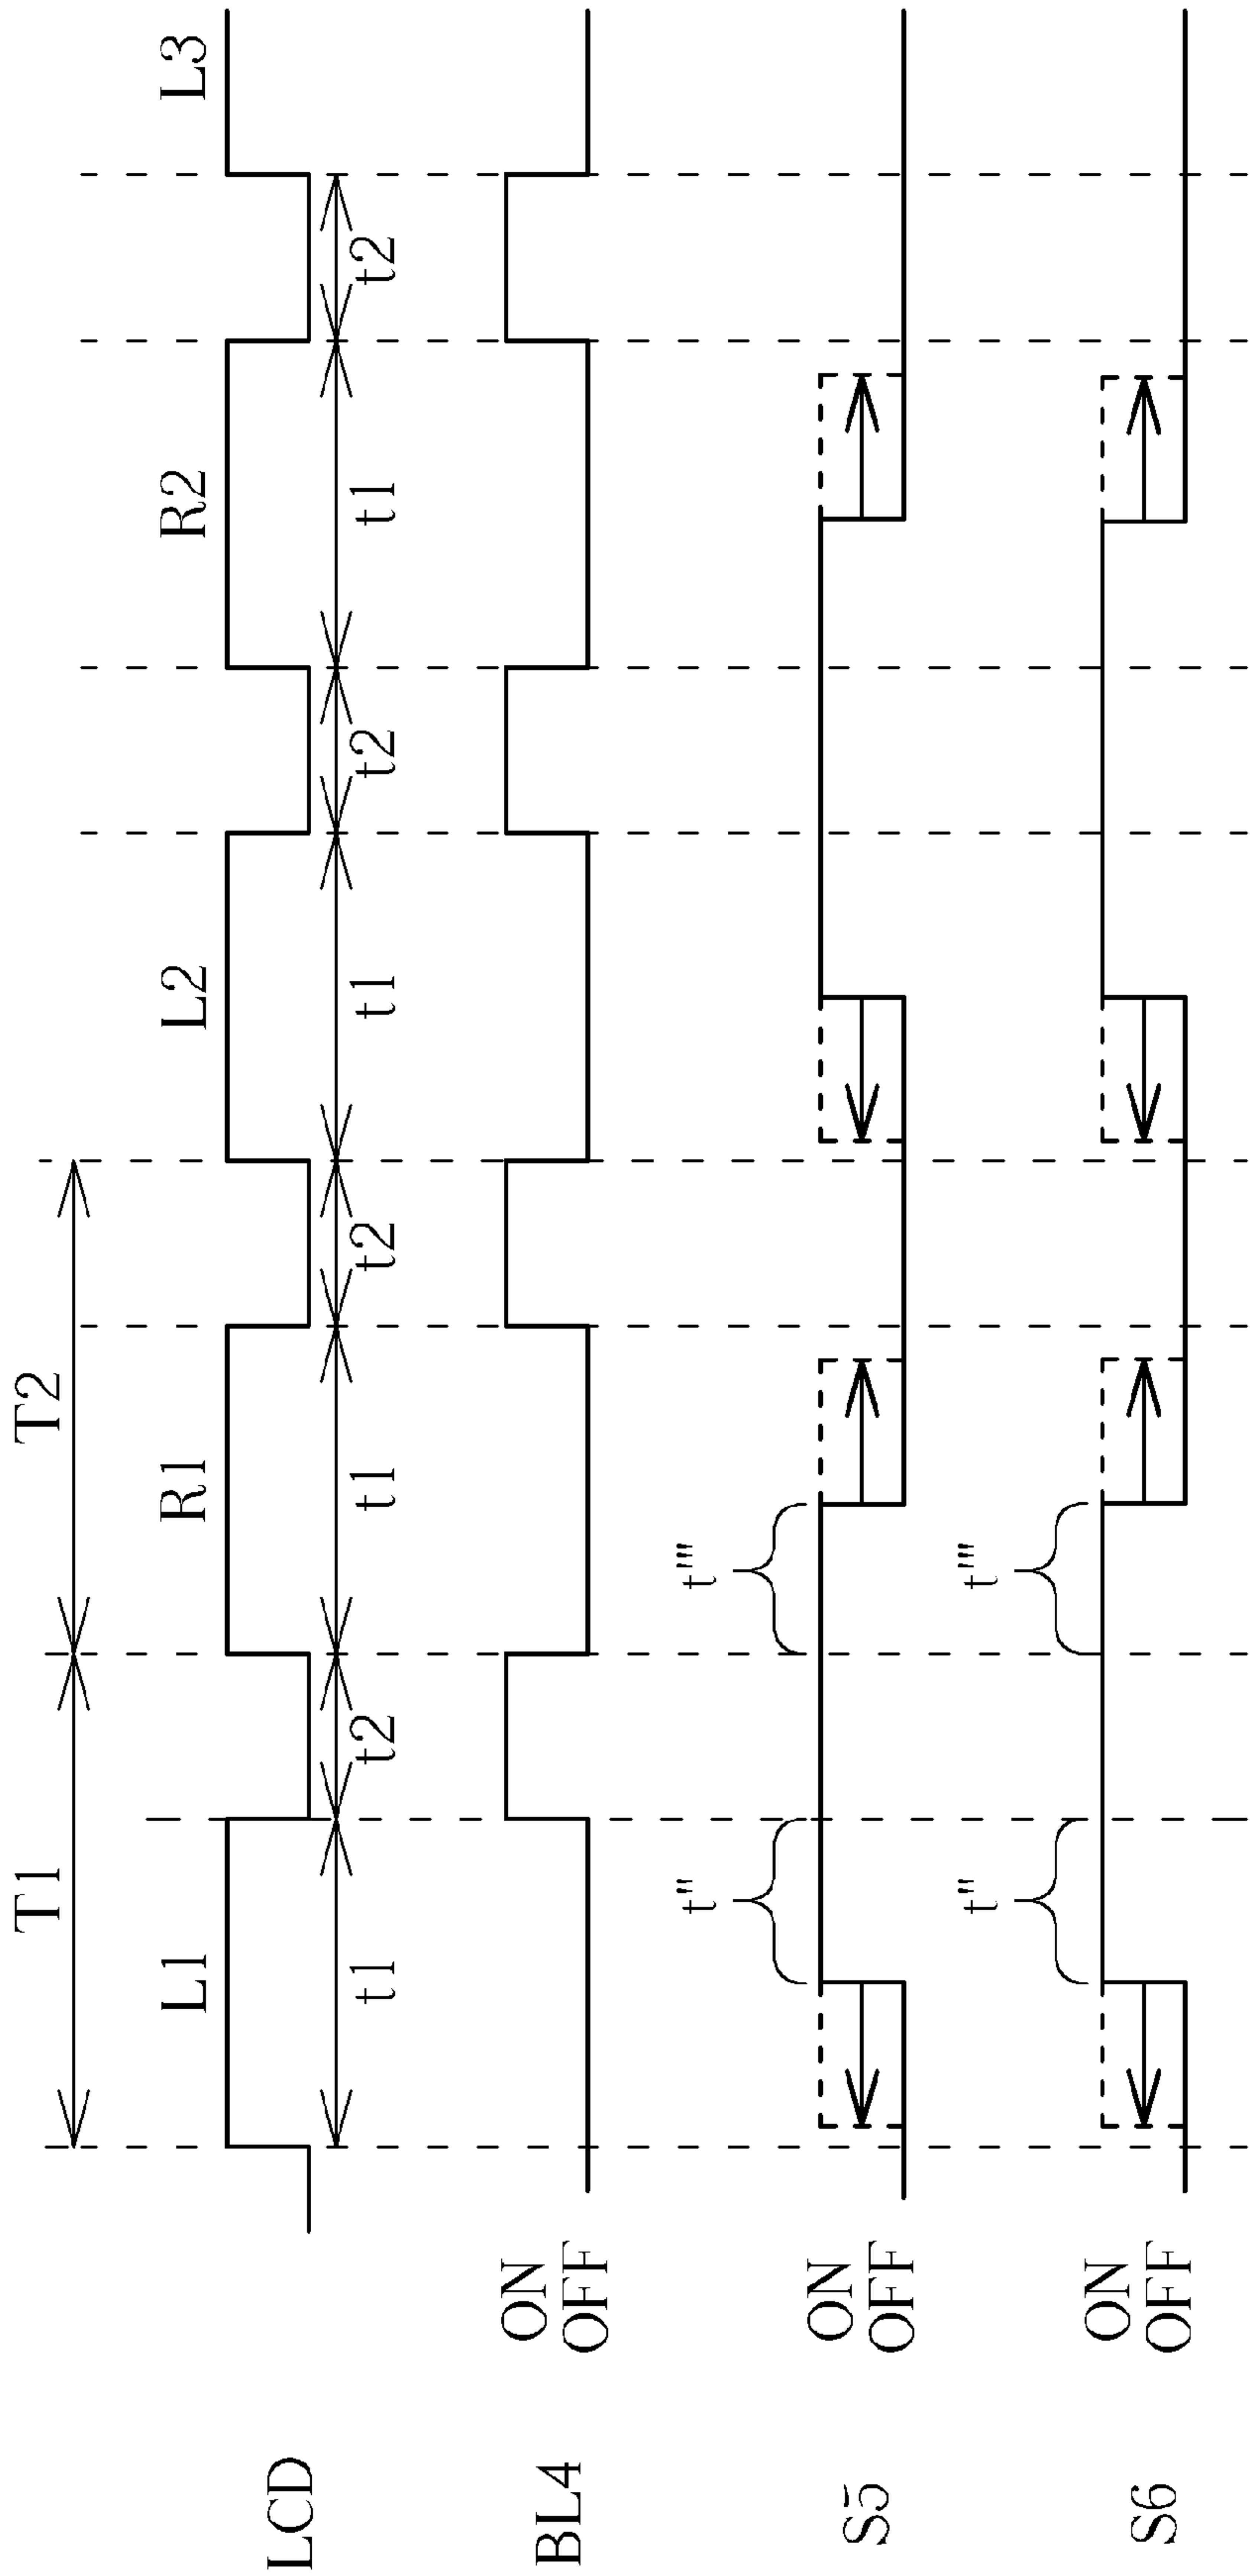 T1 T2
L1 R1 L2 R2 L3
LCD
t1 t2 t1 t2 t1 t2 t1 t2
BL4 ON
OFF
t" t'''
S5 ON
OFF
t" t'''
S6 ON
OFF